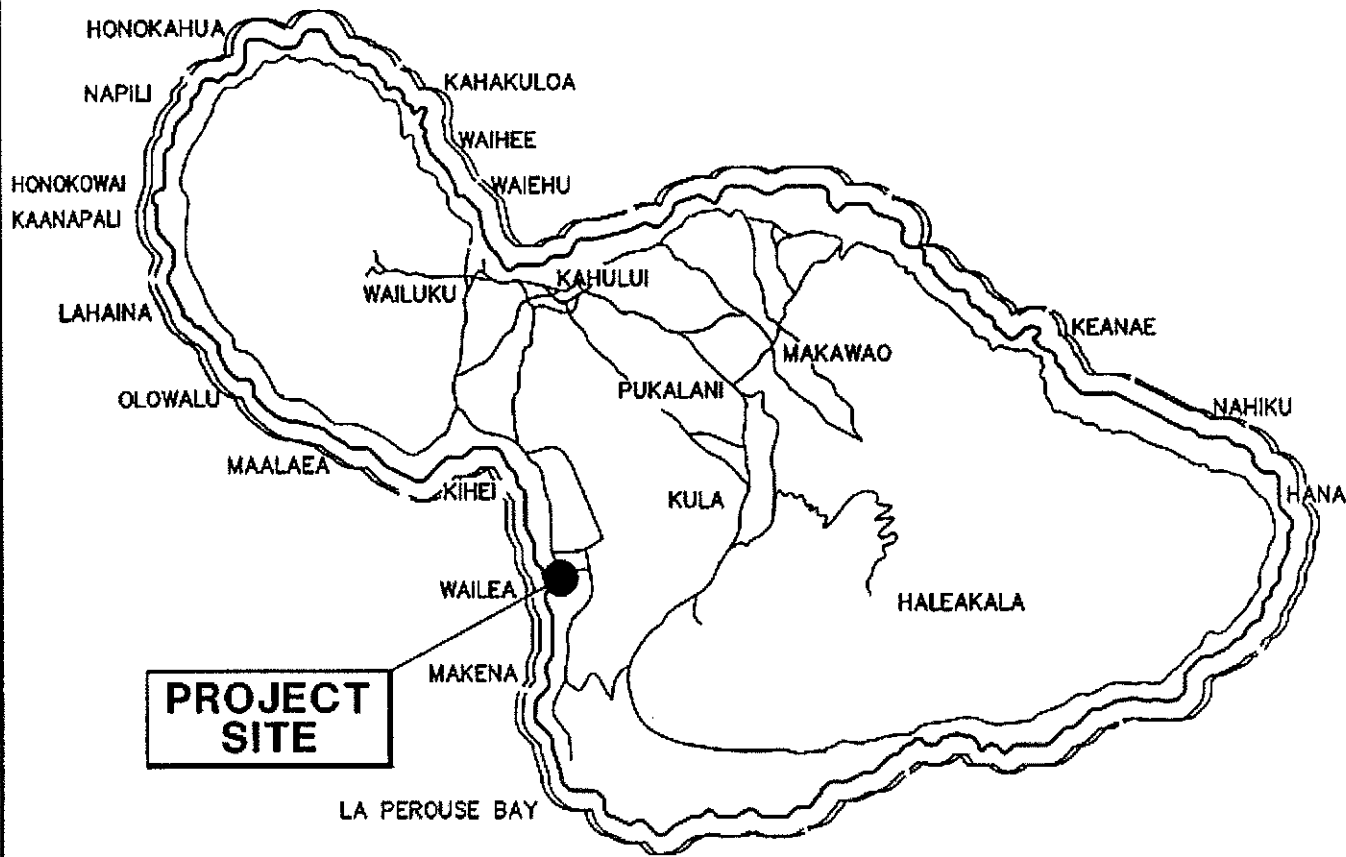 HONOKAHUA
NAPILI
KAHAKULOA
WAIHEE
HONOKOWAI
WAIEHU
KAANAPALI
WAILUKU
KAHULUI
LAHAINA
KEANAE
MAKAWAO
OLOWALU
PUKALANI
NAHIKU
MAALAEA
KIHEI
KULA
HANA
WAILEA
HALEAKALA
MAKENA
PROJECT
SITE
LA PEROUSE BAY